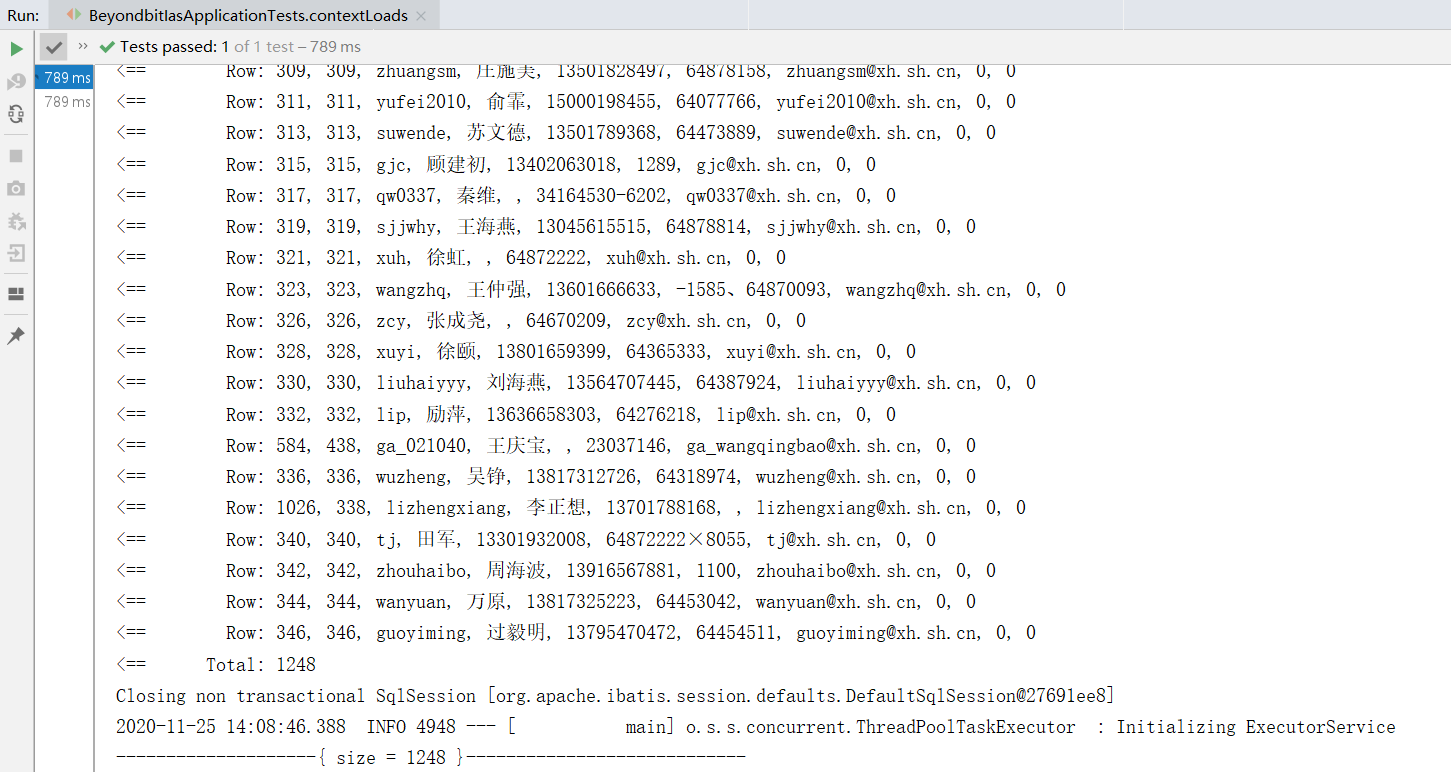 Run: BeyondbitIasApplicationTests.contextLoads ×
›› Tests passed: 1 of 1 test – 789 ms
789 ms
789 ms
<== Row: 309, 309, zhuangsm, 庄施美, 13501828497, 64878158, zhuangsm@xh.sh.cn, 0, 0
<== Row: 311, 311, yufei2010, 俞霏, 15000198455, 64077766, yufei2010@xh.sh.cn, 0, 0
<== Row: 313, 313, suwende, 苏文德, 13501789368, 64473889, suwende@xh.sh.cn, 0, 0
<== Row: 315, 315, gjc, 顾建初, 13402063018, 1289, gjc@xh.sh.cn, 0, 0
<== Row: 317, 317, qw0337, 秦维, , 34164530-6202, qw0337@xh.sh.cn, 0, 0
<== Row: 319, 319, sjjwhy, 王海燕, 13045615515, 64878814, sjjwhy@xh.sh.cn, 0, 0
<== Row: 321, 321, xuh, 徐虹, , 64872222, xuh@xh.sh.cn, 0, 0
<== Row: 323, 323, wangzhq, 王仲强, 13601666633, -1585、64870093, wangzhq@xh.sh.cn, 0, 0
<== Row: 326, 326, zcy, 张成尧, , 64670209, zcy@xh.sh.cn, 0, 0
<== Row: 328, 328, xuyi, 徐颐, 13801659399, 64365333, xuyi@xh.sh.cn, 0, 0
<== Row: 330, 330, liuhaiyyy, 刘海燕, 13564707445, 64387924, liuhaiyyy@xh.sh.cn, 0, 0
<== Row: 332, 332, lip, 励萍, 13636658303, 64276218, lip@xh.sh.cn, 0, 0
<== Row: 584, 438, ga_021040, 王庆宝, , 23037146, ga_wangqingbao@xh.sh.cn, 0, 0
<== Row: 336, 336, wuzheng, 吴铮, 13817312726, 64318974, wuzheng@xh.sh.cn, 0, 0
<== Row: 1026, 338, lizhengxiang, 李正想, 13701788168, , lizhengxiang@xh.sh.cn, 0, 0
<== Row: 340, 340, tj, 田军, 13301932008, 64872222×8055, tj@xh.sh.cn, 0, 0
<== Row: 342, 342, zhouhaibo, 周海波, 13916567881, 1100, zhouhaibo@xh.sh.cn, 0, 0
<== Row: 344, 344, wanyuan, 万原, 13817325223, 64453042, wanyuan@xh.sh.cn, 0, 0
<== Row: 346, 346, guoyiming, 过毅明, 13795470472, 64454511, guoyiming@xh.sh.cn, 0, 0
<== Total: 1248
Closing non transactional SqlSession [org.apache.ibatis.session.defaults.DefaultSqlSession@27691ee8]
2020-11-25 14:08:46.388 INFO 4948 --- [ main] o.s.s.concurrent.ThreadPoolTaskExecutor : Initializing ExecutorService
--------------------{ size = 1248 }----------------------------